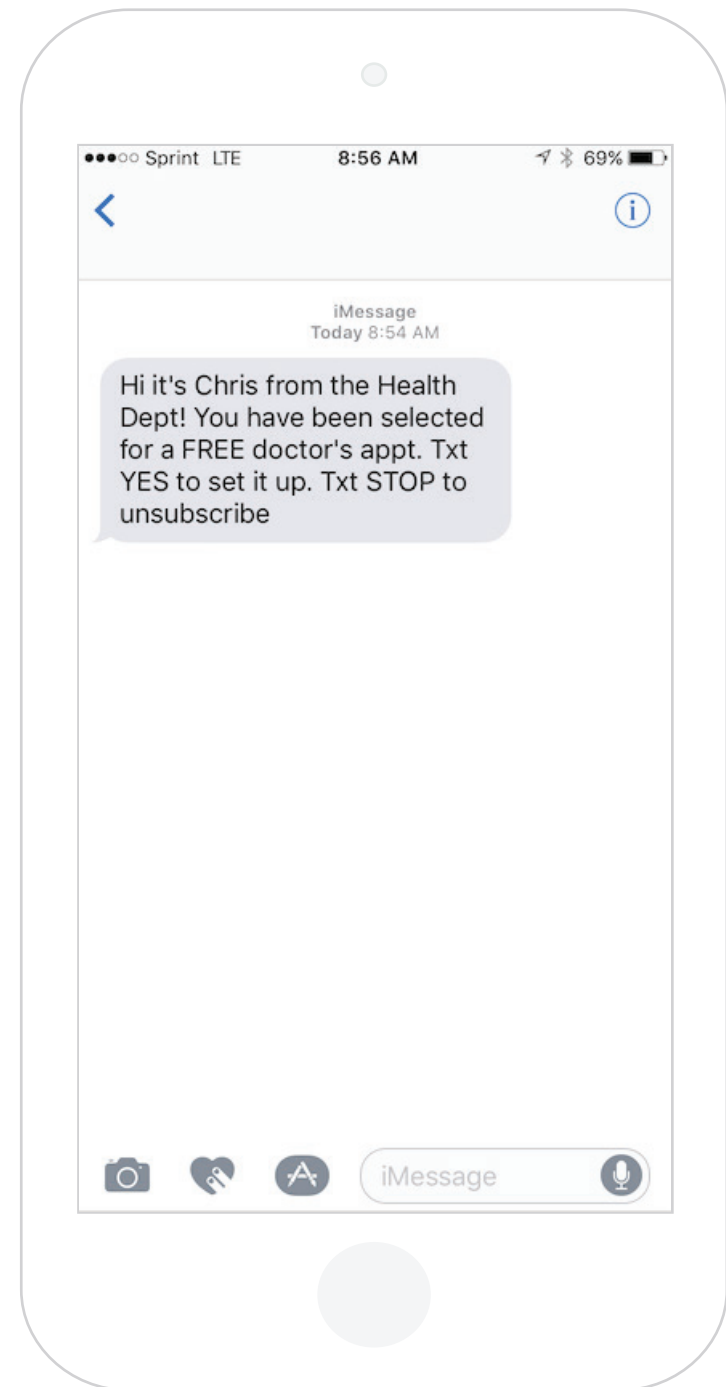 Sprint LTE 8:56 AM 69%
iMessage
Today 8:54 AM
Hi it's Chris from the Health
Dept! You have been selected
for a FREE doctor's appt. Txt
YES to set it up. Txt STOP to
unsubscribe
iMessage